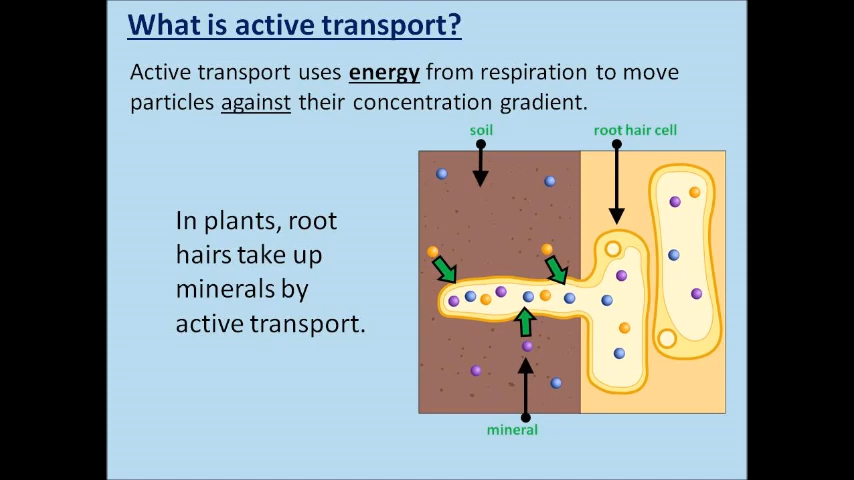 What is active transport?
Active transport uses energy from respiration to move
particles against their concentration gradient.
soil
root hair cell
In plants, root
hairs take up
minerals by
active transport.
mineral